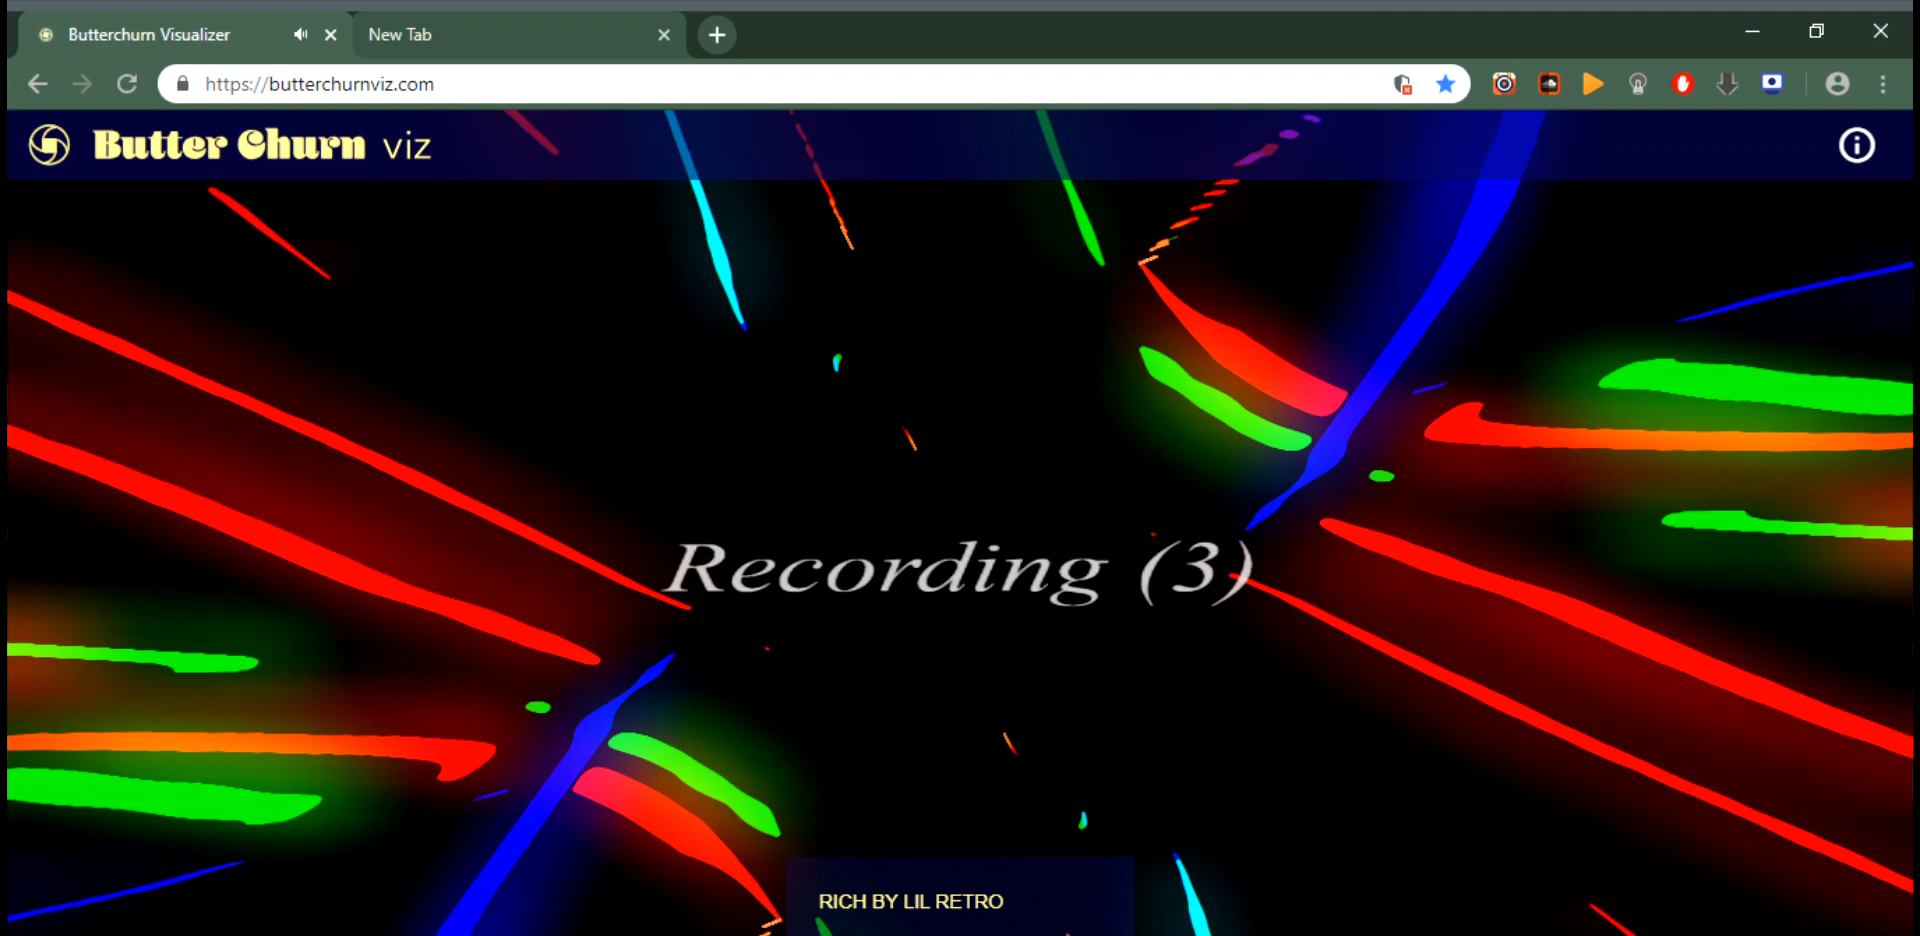 Butterchurn Visualizer
New Tab
https://butterchurnviz.com
Butter Churn viz
Recording (3)
RICH BY LIL RETRO